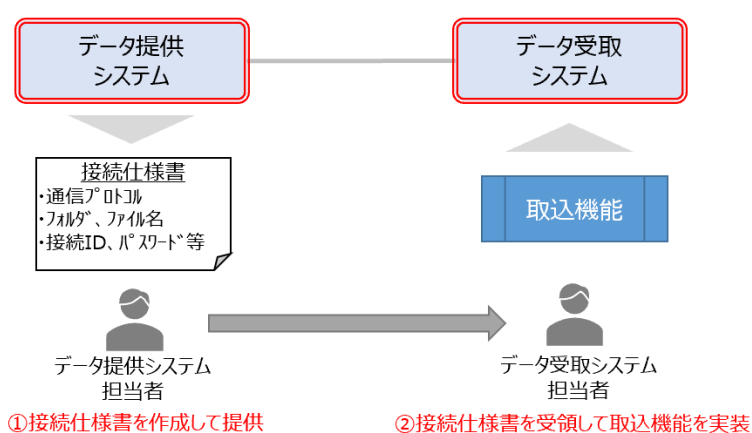 データ提供
システム
データ受取
システム
接続仕様書
・通信ﾌﾟﾛﾄｺﾙ
・ﾌｫﾙﾀﾞ、ﾌｧｲﾙ名
・接続ID、ﾊﾟｽﾜｰﾄﾞ等
取込機能
データ提供システム
担当者
データ受取システム
担当者
①接続仕様書を作成して提供
②接続仕様書を受領して取込機能を実装